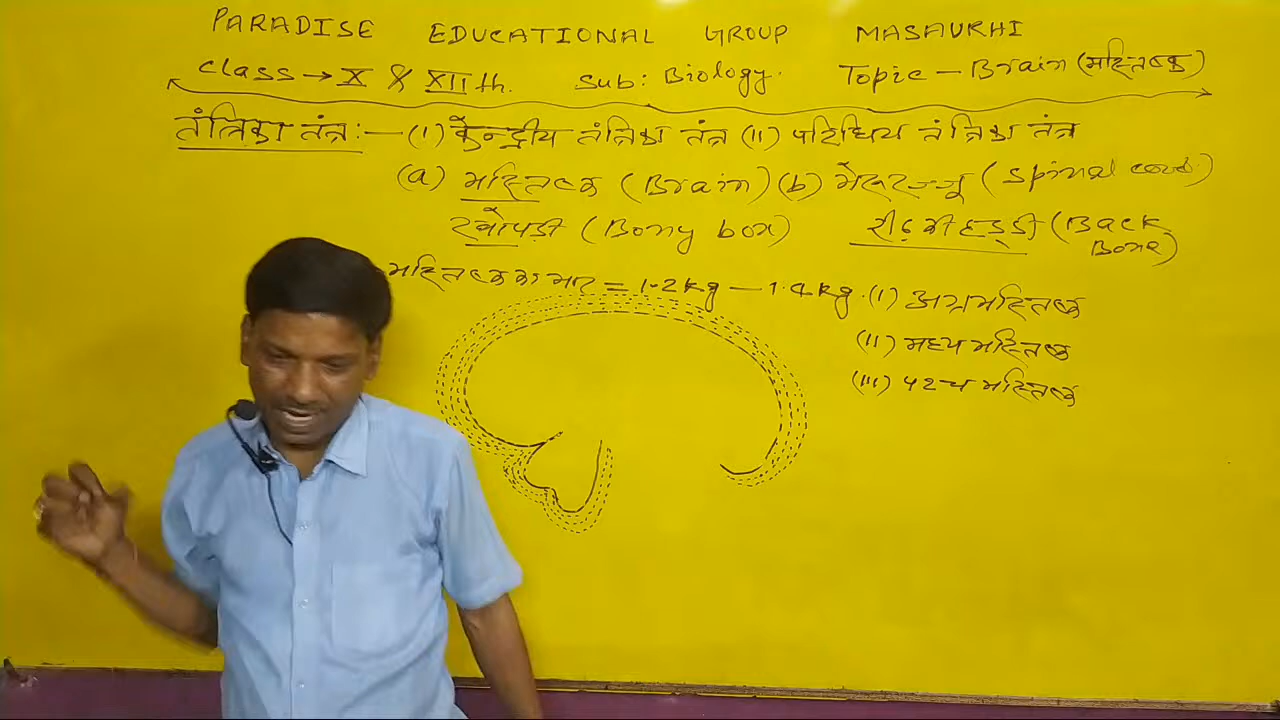 PARADISE EDUCATIONAL GROUP MASAURHI
Class → X & XII th. Sub: Biology. Topic - Brain (मस्तिष्क)
तंत्रिका तंत्र :- (i) केन्द्रीय तंत्रिका तंत्र (ii) परिधिय तंत्रिका तंत्र
(a) मस्तिष्क (Brain) (b) मेरूरज्जू (Spinal cord)
खोपड़ी (Bony box) रीढ़ की हड्डी (Back Bone)
मस्तिष्क का भार = 1.2 kg - 1.4 kg. (i) अग्रमस्तिष्क
(ii) मध्य मस्तिष्क
(iii) पश्च मस्तिष्क